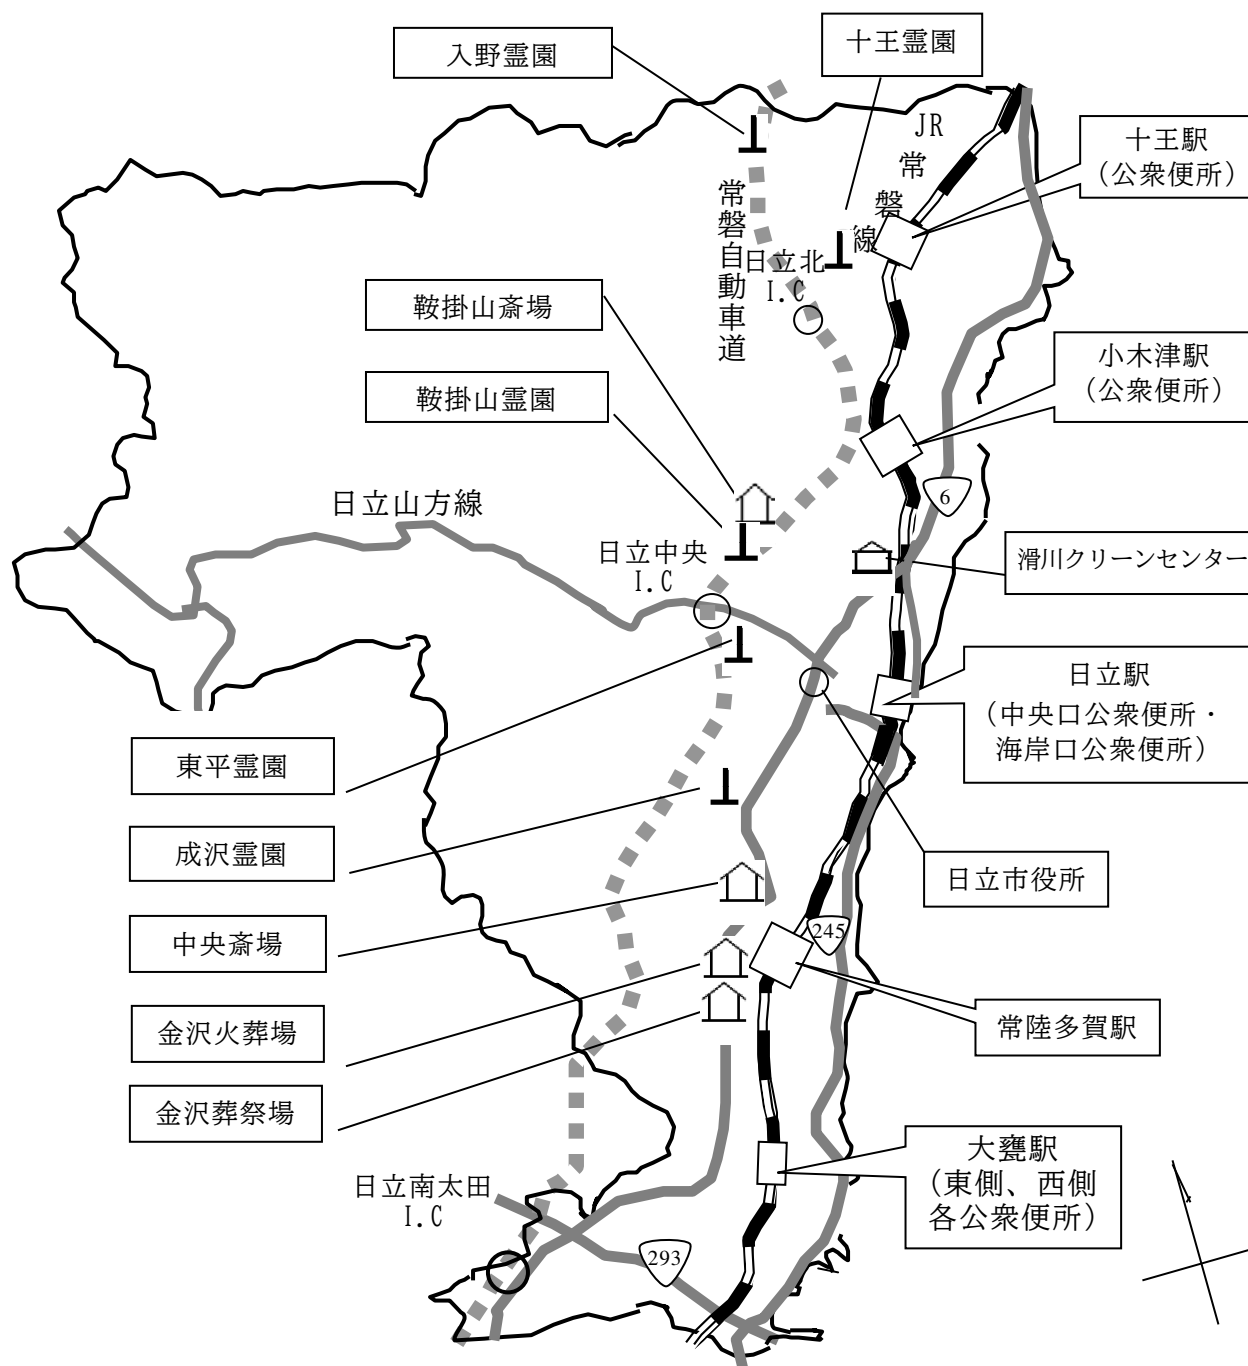 入野霊園
十王霊園
JR常磐線
十王駅
（公衆便所）
常磐自動車道
日立北
I.C
鞍掛山斎場
小木津駅
（公衆便所）
鞍掛山霊園
日立山方線
6
日立中央
I.C
滑川クリーンセンター
日立駅
（中央口公衆便所・
海岸口公衆便所）
東平霊園
成沢霊園
日立市役所
中央斎場
245
金沢火葬場
常陸多賀駅
金沢葬祭場
大甕駅
（東側、西側
各公衆便所）
日立南太田
I.C
293